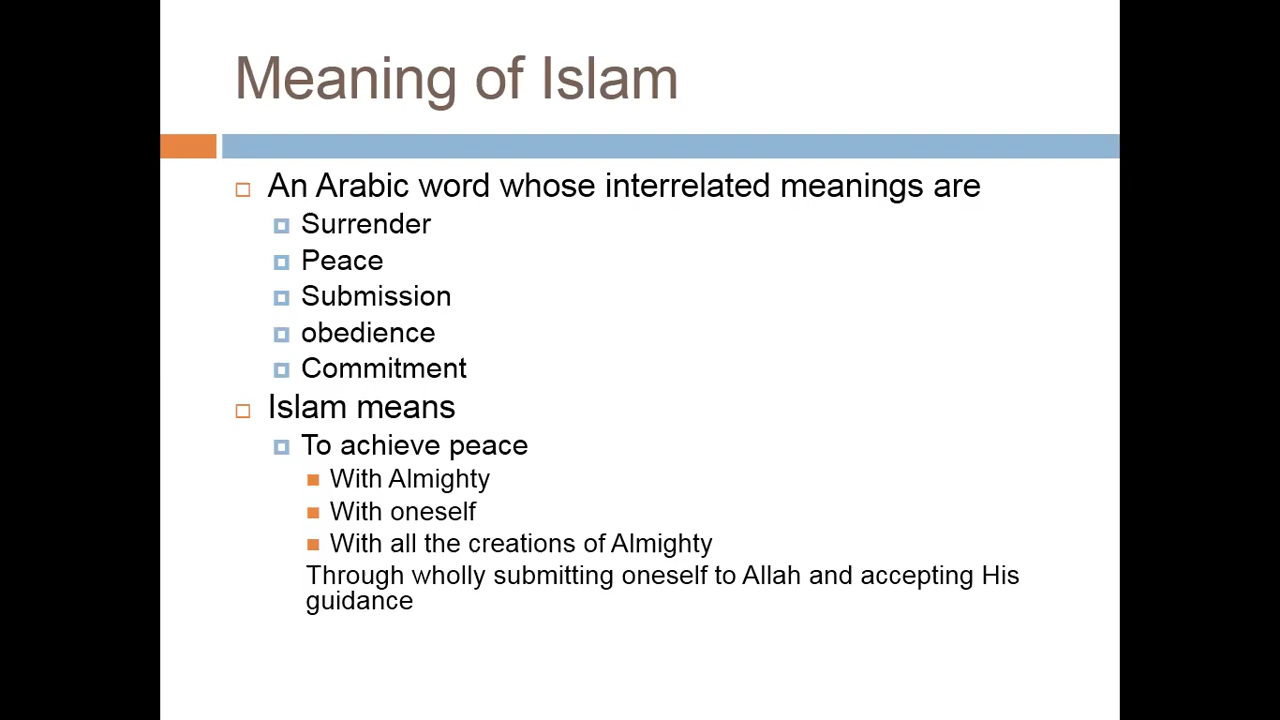 Meaning of Islam
An Arabic word whose interrelated meanings are
Surrender
Peace
Submission
obedience
Commitment
Islam means
To achieve peace
With Almighty
With oneself
With all the creations of Almighty
Through wholly submitting oneself to Allah and accepting His
guidance